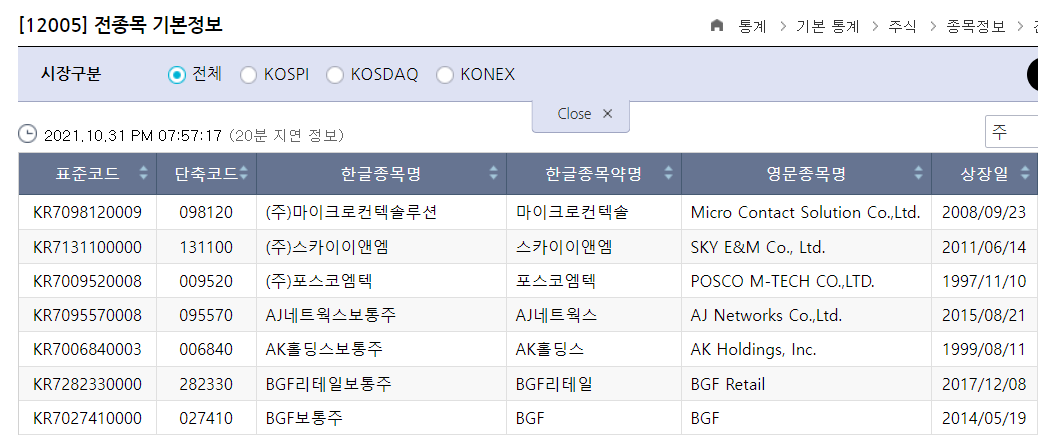 [12005] 전종목 기본정보
통계 > 기본 통계 > 주식 > 종목정보 >
시장구분 전체 KOSPI KOSDAQ KONEX
Close ×
2021.10.31 PM 07:57:17 (20분 지연 정보) 주
표준코드 단축코드 한글종목명 한글종목약명 영문종목명 상장일
KR7098120009 098120 (주)마이크로컨텍솔루션 마이크로컨텍솔 Micro Contact Solution Co.,Ltd. 2008/09/23
KR7131100000 131100 (주)스카이이앤엠 스카이이앤엠 SKY E&M Co., Ltd. 2011/06/14
KR7009520008 009520 (주)포스코엠텍 포스코엠텍 POSCO M-TECH CO.,LTD. 1997/11/10
KR7095570008 095570 AJ네트웍스보통주 AJ네트웍스 AJ Networks Co.,Ltd. 2015/08/21
KR7006840003 006840 AK홀딩스보통주 AK홀딩스 AK Holdings, Inc. 1999/08/11
KR7282330000 282330 BGF리테일보통주 BGF리테일 BGF Retail 2017/12/08
KR7027410000 027410 BGF보통주 BGF BGF 2014/05/19